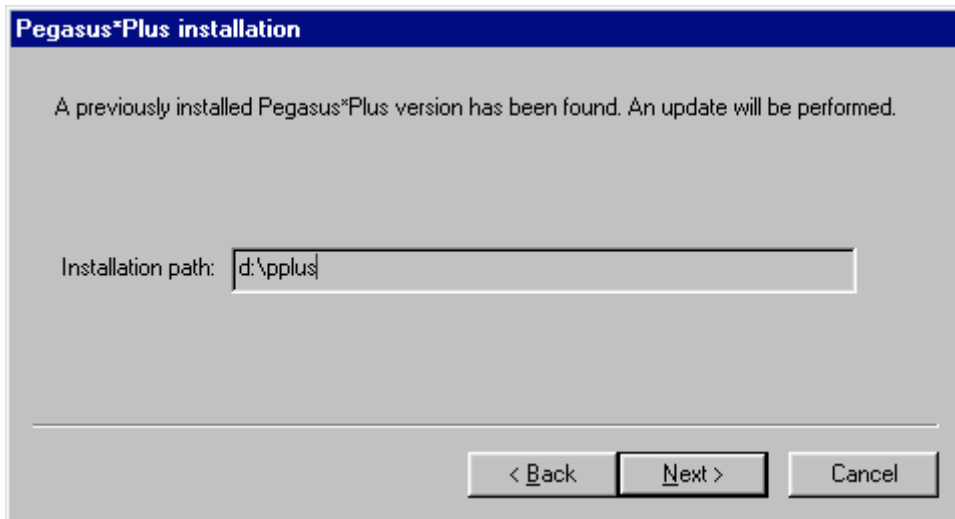 Pegasus*Plus installation
A previously installed Pegasus*Plus version has been found. An update will be performed.
Installation path: d:\pplus
< Back Next > Cancel